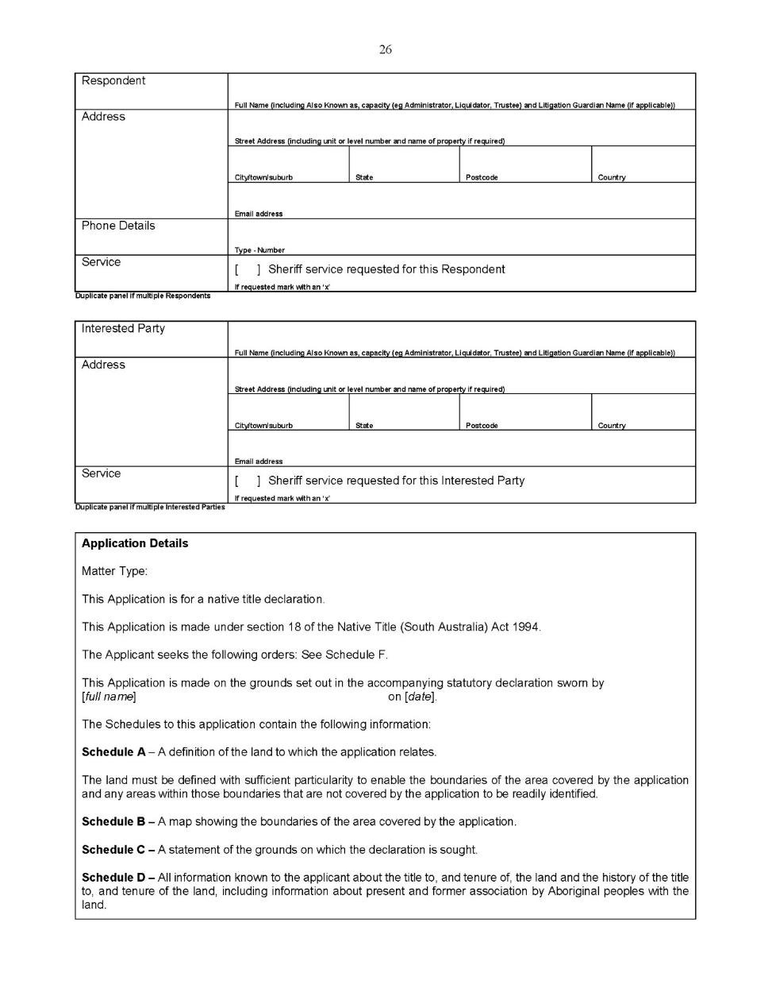 26
Respondent
Full Name (including Also Known as, capacity (eg Administrator, Liquidator, Trustee) and Litigation Guardian Name (if applicable))
Address
Street Address (including unit or level number and name of property if required)
City/town/suburb State Postcode Country
Email address
Phone Details
Type - Number
Service
[ ] Sheriff service requested for this Respondent
If requested mark with an ‘x’
Duplicate panel if multiple Respondents
Interested Party
Full Name (including Also Known as, capacity (eg Administrator, Liquidator, Trustee) and Litigation Guardian Name (if applicable))
Address
Street Address (including unit or level number and name of property if required)
City/town/suburb State Postcode Country
Email address
Service
[ ] Sheriff service requested for this Interested Party
If requested mark with an ‘x’
Duplicate panel if multiple Interested Parties
Application Details
Matter Type:
This Application is for a native title declaration.
This Application is made under section 18 of the Native Title (South Australia) Act 1994.
The Applicant seeks the following orders: See Schedule F.
This Application is made on the grounds set out in the accompanying statutory declaration sworn by
[full name] on [date].
The Schedules to this application contain the following information:
Schedule A – A definition of the land to which the application relates.
The land must be defined with sufficient particularity to enable the boundaries of the area covered by the application
and any areas within those boundaries that are not covered by the application to be readily identified.
Schedule B – A map showing the boundaries of the area covered by the application.
Schedule C – A statement of the grounds on which the declaration is sought.
Schedule D – All information known to the applicant about the title to, and tenure of, the land and the history of the title
to, and tenure of the land, including information about present and former association by Aboriginal peoples with the
land.